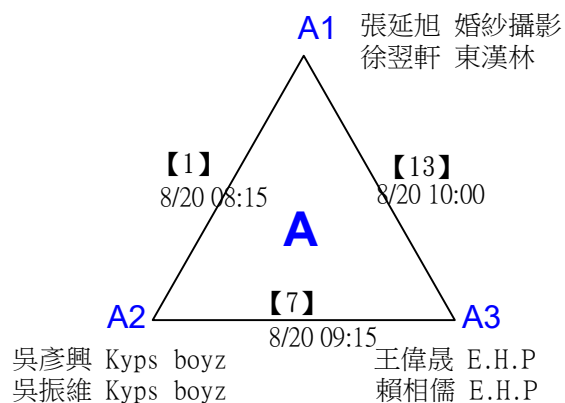 A1
張延旭 婚紗攝影
徐翌軒 東漢林
【1】
8/20 08:15
【13】
8/20 10:00
A
A2
【7】
8/20 09:15
A3
吳彥興 Kyps boyz
吳振維 Kyps boyz
王偉晟 E.H.P
賴相儒 E.H.P